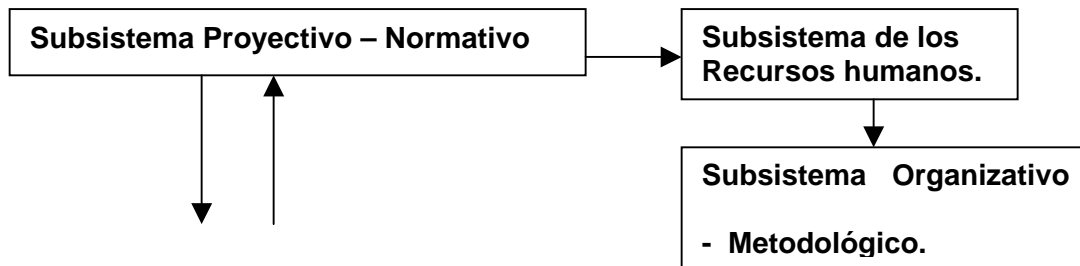 Subsistema Proyectivo – Normativo
Subsistema de los
Recursos humanos.
Subsistema Organizativo
- Metodológico.